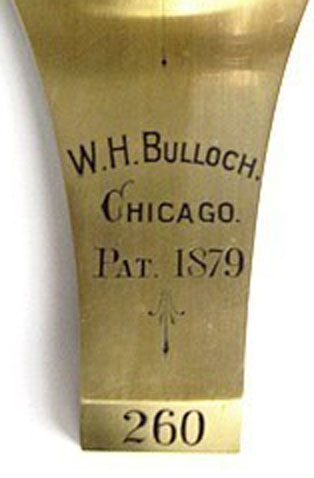 W.H. BULLOCH.
CHICAGO.
PAT. 1879
260